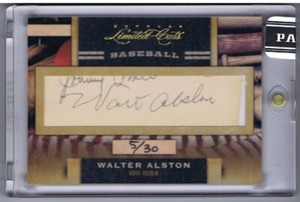 Limited Cuts
BASEBALL
Walt Alston
5/30
WALTER ALSTON
PA